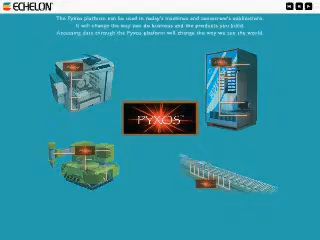 ECHELON
The Pyxos platform can be used in today's machines and tomorrow's applications.
It will change the way you do business and the products you build.
Accessing data through the Pyxos platform will change the way we see the world.
PYXOS